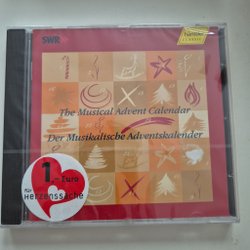 SWR
hänssler
CLASSIC
The Musical Advent Calendar
Der Musikalische Adventskalender
1.- Euro
für
HERZENSSACHE